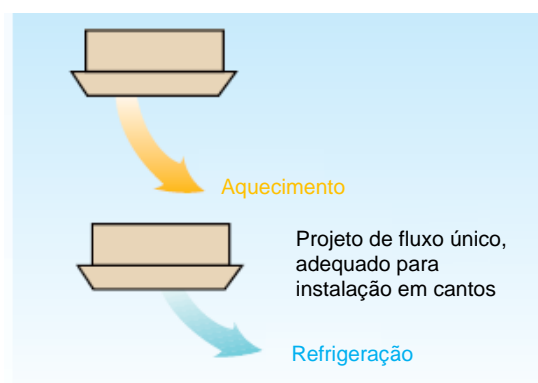 Aquecimento
Projeto de fluxo único,
adequado para
instalação em cantos
Refrigeração